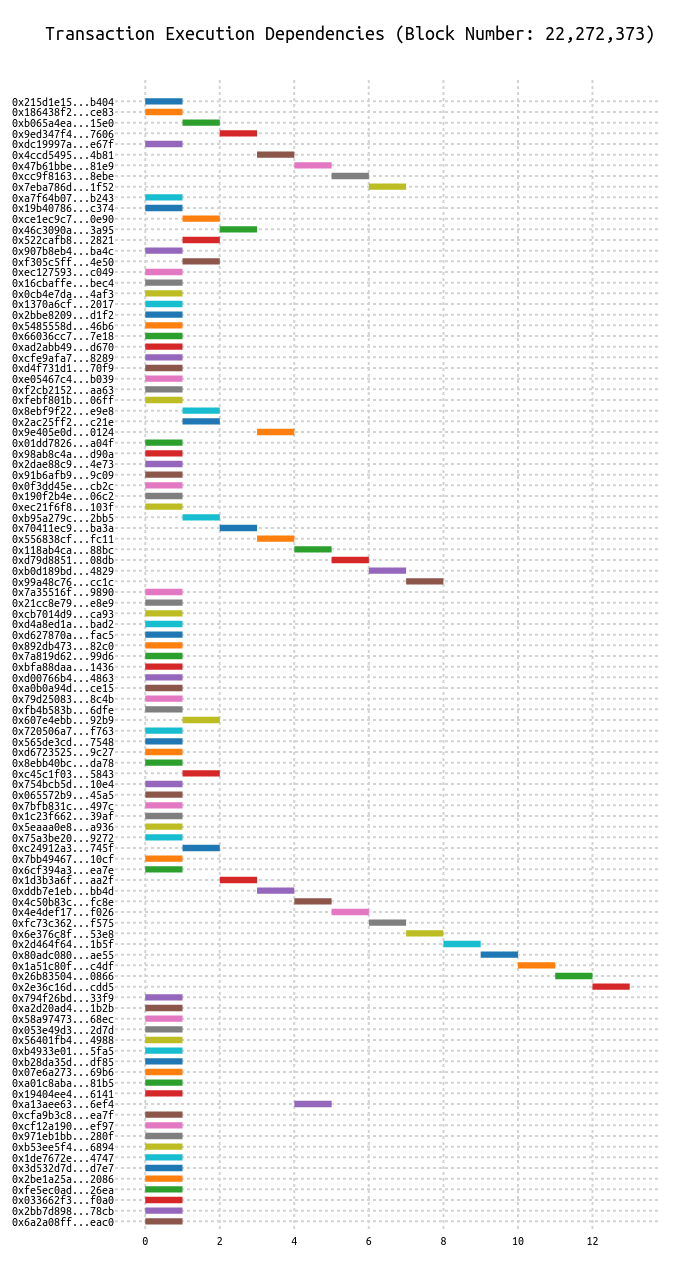 Transaction Execution Dependencies (Block Number: 22,272,373)
0x215d1e15...b404
0x186438f2...ce83
0xb065a4ea...15e0
0x9ed347f4...7606
0xdc19997a...e67f
0x4ccd5495...4b81
0x47b61bbe...81e9
0xcc9f8163...8ebe
0x7eba786d...1f52
0xa7f64b07...b243
0x19b40786...c374
0xce1ec9c7...0e90
0x46c3090a...3a95
0x522cafb8...2821
0x907b8eb4...ba4c
0xf305c5ff...4e50
0xec127593...c049
0x16cbaffe...bec4
0x0cb4e7da...4af3
0x1370a6cf...2017
0x2bbe8209...d1f2
0x5485558d...46b6
0x66036cc7...7e18
0xad2abb49...d670
0xcfe9afa7...8289
0xd4f731d1...70f9
0xe05467c4...b039
0xf2cb2152...aa63
0xfebf801b...06ff
0x8ebf9f22...e9e8
0x2ac25ff2...c21e
0x9e405e0d...0124
0x01dd7826...a04f
0x98ab8c4a...d90a
0x2dae88c9...4e73
0x91b6afb9...9c09
0x0f3dd45e...cb2c
0x190f2b4e...06c2
0xec21f6f8...103f
0xb95a279c...2bb5
0x70411ec9...ba3a
0x556838cf...fc11
0x118ab4ca...88bc
0xd79d8851...08db
0xb0d189bd...4829
0x99a48c76...cc1c
0x7a35516f...9890
0x21cc8e79...e8e9
0xcb7014d9...ca93
0xd4a8ed1a...bad2
0xd627870a...fac5
0x892db473...82c0
0x7a819d62...99d6
0xbfa88daa...1436
0xd00766b4...4863
0xa0b0a94d...ce15
0x79d25083...8c4b
0xfb4b583b...6dfe
0x607e4ebb...92b9
0x720506a7...f763
0x565de3cd...7548
0xd6723525...9c27
0x8ebb40bc...da78
0xc45c1f03...5843
0x754bcb5d...10e4
0x065572b9...45a5
0x7bfb831c...497c
0x1c23f662...39af
0x5eaaa0e8...a936
0x75a3be20...9272
0xc24912a3...745f
0x7bb49467...10cf
0x6cf394a3...ea7e
0x1d3b3a6f...aa2f
0xddb7e1eb...bb4d
0x4c50b83c...fc8e
0x4e4def17...f026
0xfc73c362...f575
0x6e376c8f...53e8
0x2d464f64...1b5f
0x80adc080...ae55
0x1a51c80f...c4df
0x26b83504...0866
0x2e36c16d...cdd5
0x794f26bd...33f9
0xa2d20ad4...1b2b
0x58a97473...68ec
0x053e49d3...2d7d
0x56401fb4...4988
0xb4933e01...5fa5
0xb28da35d...df85
0x07e6a273...69b6
0xa01c8aba...81b5
0x19404ee4...6141
0xa13aee63...6ef4
0xcfa9b3c8...ea7f
0xcf12a190...ef97
0x971eb1bb...280f
0xb53ee5f4...6894
0x1de7672e...4747
0x3d532d7d...d7e7
0x2be1a25a...2086
0xfe5ec0ad...26ea
0x033662f3...f0a0
0x2bb7d898...78cb
0x6a2a08ff...eac0
0 2 4 6 8 10 12